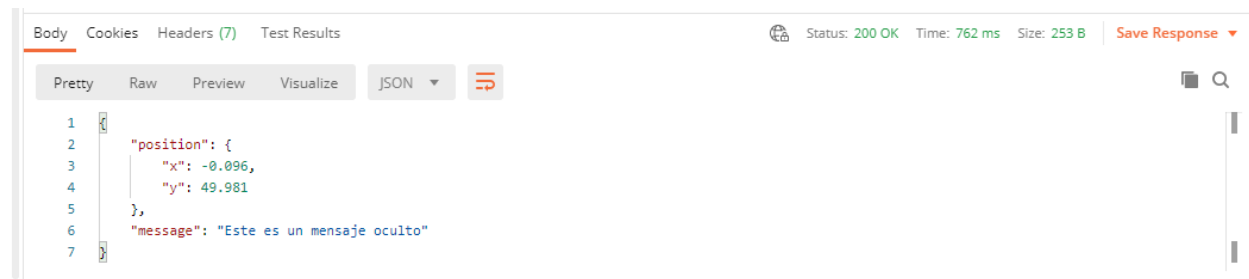 Body Cookies Headers (7) Test Results Status: 200 OK Time: 762 ms Size: 253 B Save Response
Pretty Raw Preview Visualize JSON
1 {
2 "position": {
3 "x": -0.096,
4 "y": 49.981
5 },
6 "message": "Este es un mensaje oculto"
7 }